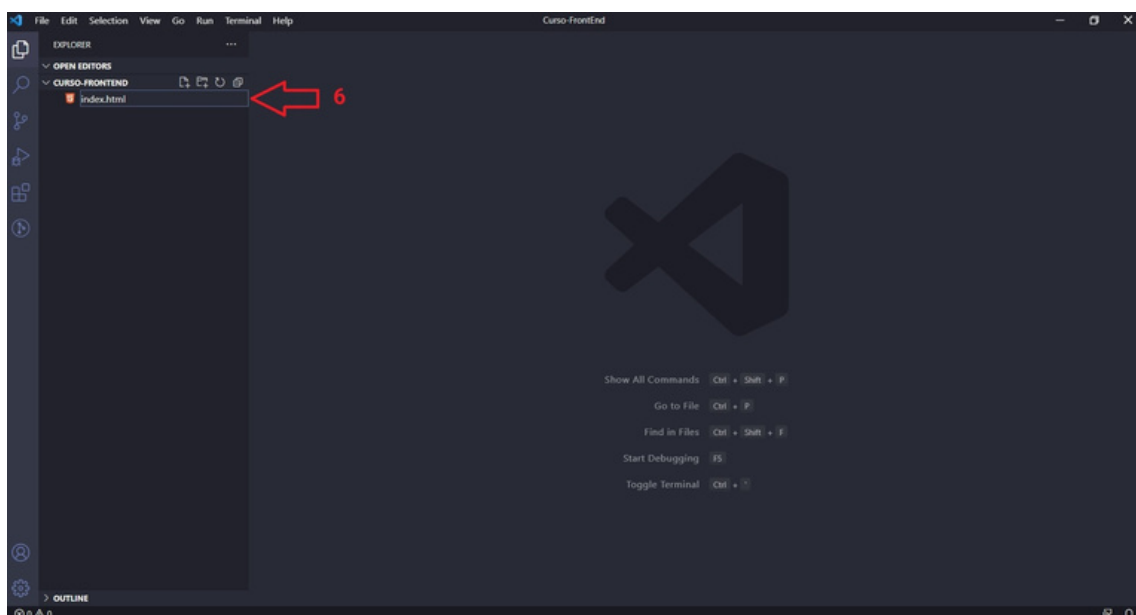 File Edit Selection View Go Run Terminal Help Curso-FrontEnd
EXPLORER
OPEN EDITORS
CURSO-FRONTEND
index.html
6
Show All Commands Ctrl + Shift + P
Go to File Ctrl + P
Find in Files Ctrl + Shift + F
Start Debugging F5
Toggle Terminal Ctrl +
OUTLINE
0 0